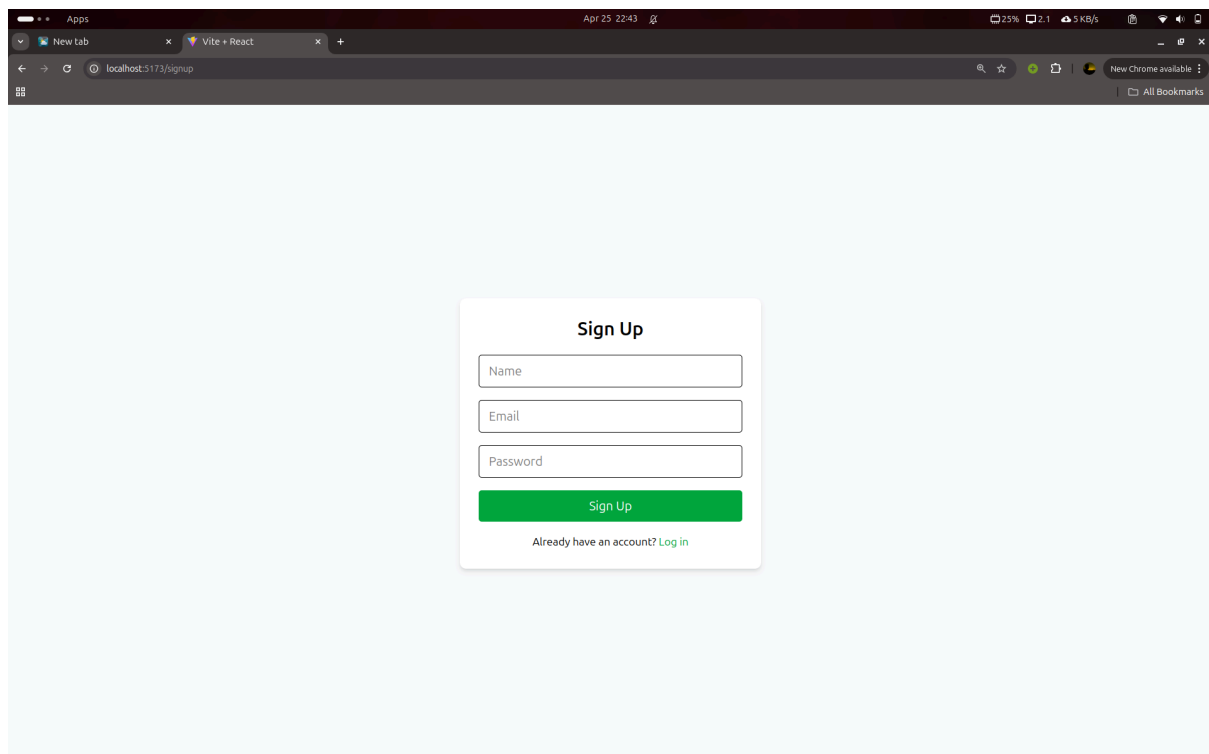 Apps Apr 25 22:43 25% 2.1 5 KB/s
New tab Vite + React
localhost:5173/signup New Chrome available
All Bookmarks
Sign Up
Name
Email
Password
Sign Up
Already have an account? Log in